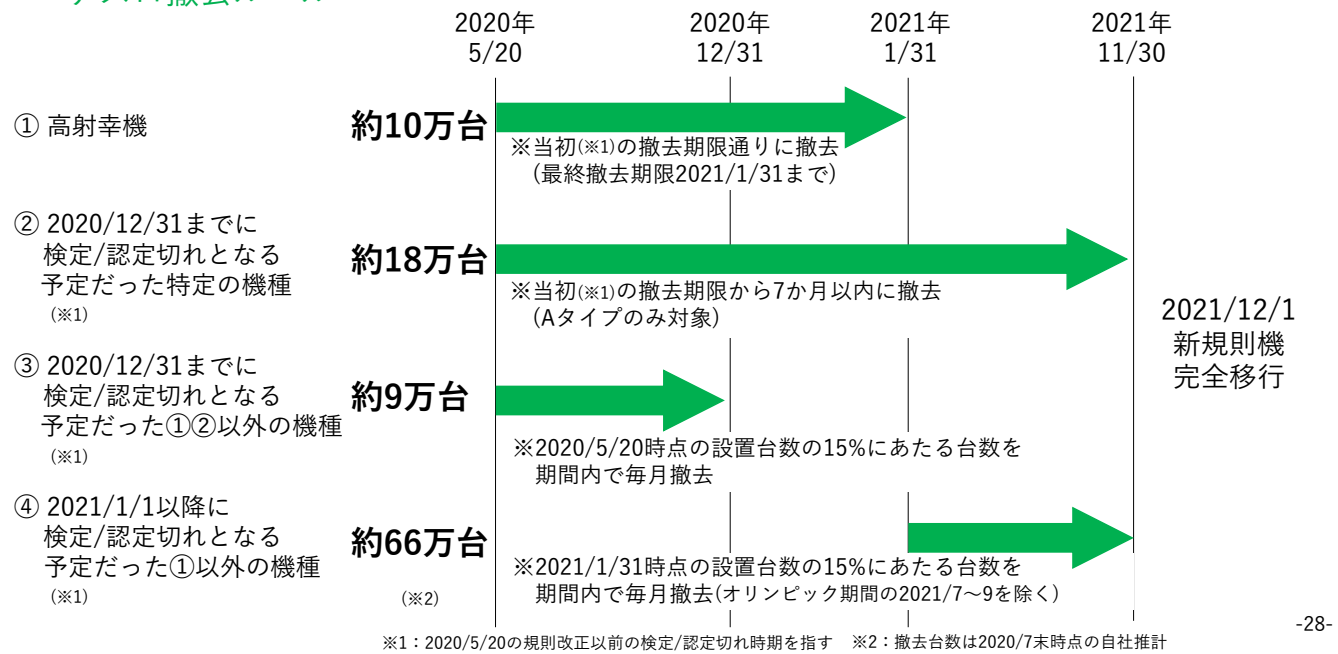 2020年
5/20
2020年
12/31
2021年
1/31
2021年
11/30
① 高射幸機
約10万台
※当初(※1)の撤去期限通りに撤去
(最終撤去期限2021/1/31まで)
② 2020/12/31までに
検定/認定切れとなる
予定だった特定の機種
(※1)
約18万台
※当初(※1)の撤去期限から7か月以内に撤去
(Aタイプのみ対象)
③ 2020/12/31までに
検定/認定切れとなる
予定だった①②以外の機種
(※1)
約9万台
※2020/5/20時点の設置台数の15%にあたる台数を
期間内で毎月撤去
④ 2021/1/1以降に
検定/認定切れとなる
予定だった①以外の機種
(※1)
約66万台
(※2)
※2021/1/31時点の設置台数の15%にあたる台数を
期間内で毎月撤去(オリンピック期間の2021/7~9を除く)
2021/12/1
新規則機
完全移行
※1：2020/5/20の規則改正以前の検定/認定切れ時期を指す ※2：撤去台数は2020/7末時点の自社推計
-28-